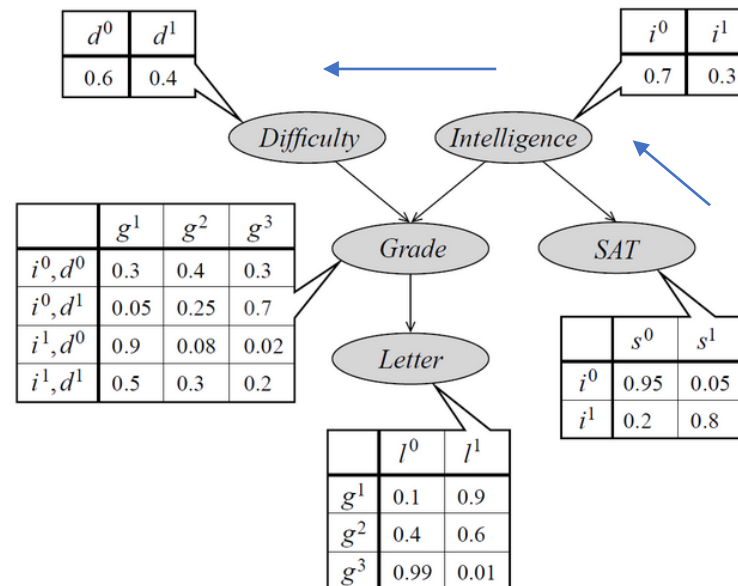 d⁰ d¹
0.6 0.4
i⁰ i¹
0.7 0.3
Difficulty
Intelligence
g¹ g² g³
i⁰, d⁰ 0.3 0.4 0.3
i⁰, d¹ 0.05 0.25 0.7
i¹, d⁰ 0.9 0.08 0.02
i¹, d¹ 0.5 0.3 0.2
Grade
SAT
s⁰ s¹
i⁰ 0.95 0.05
i¹ 0.2 0.8
Letter
l⁰ l¹
g¹ 0.1 0.9
g² 0.4 0.6
g³ 0.99 0.01